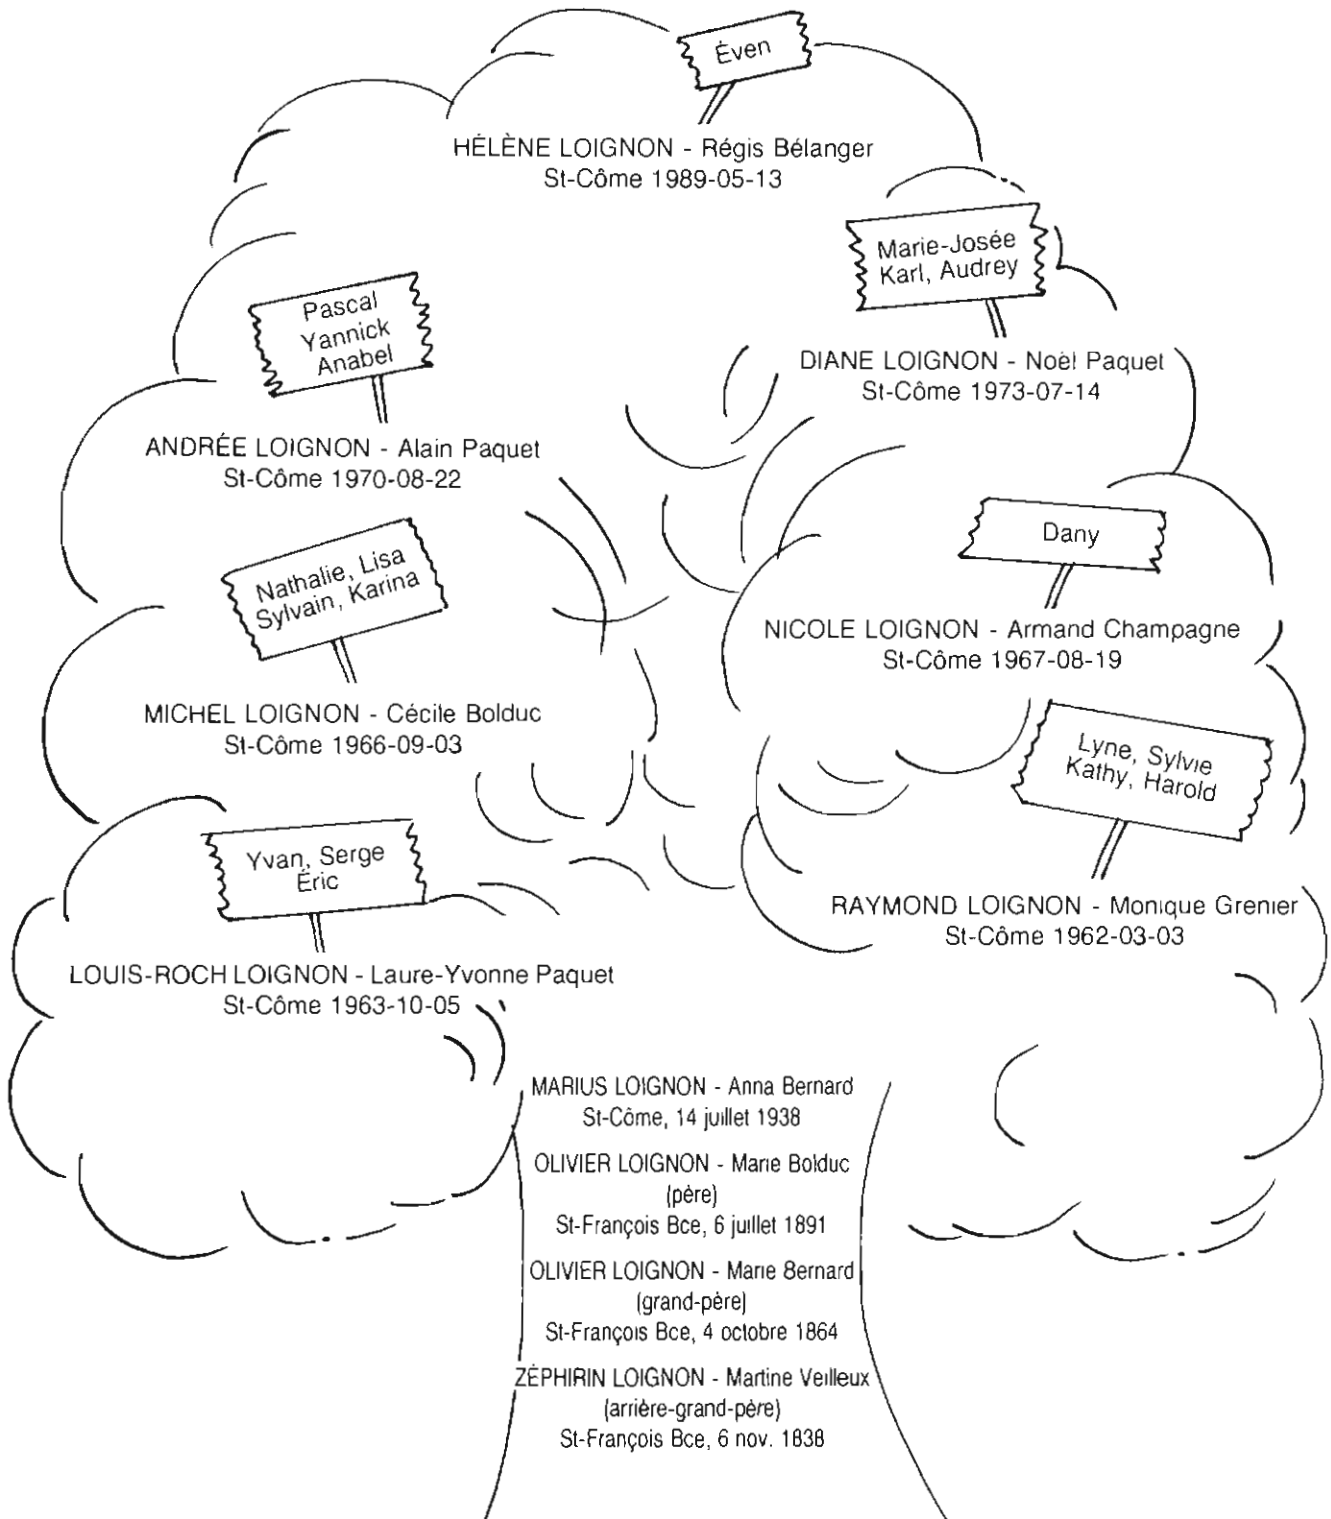 Éven
HÉLÈNE LOIGNON - Régis Bélanger
St-Côme 1989-05-13
Marie-Josée
Karl, Audrey
DIANE LOIGNON - Noël Paquet
St-Côme 1973-07-14
Pascal
Yannick
Anabel
ANDRÉE LOIGNON - Alain Paquet
St-Côme 1970-08-22
Dany
NICOLE LOIGNON - Armand Champagne
St-Côme 1967-08-19
Nathalie, Lisa
Sylvain, Karina
MICHEL LOIGNON - Cécile Bolduc
St-Côme 1966-09-03
Lyne, Sylvie
Kathy, Harold
RAYMOND LOIGNON - Monique Grenier
St-Côme 1962-03-03
Yvan, Serge
Éric
LOUIS-ROCH LOIGNON - Laure-Yvonne Paquet
St-Côme 1963-10-05
MARIUS LOIGNON - Anna Bernard
St-Côme, 14 juillet 1938
OLIVIER LOIGNON - Marie Bolduc
(père)
St-François Bce, 6 juillet 1891
OLIVIER LOIGNON - Marie Bernard
(grand-père)
St-François Bce, 4 octobre 1864
ZÉPHIRIN LOIGNON - Martine Veilleux
(arrière-grand-père)
St-François Bce, 6 nov. 1838